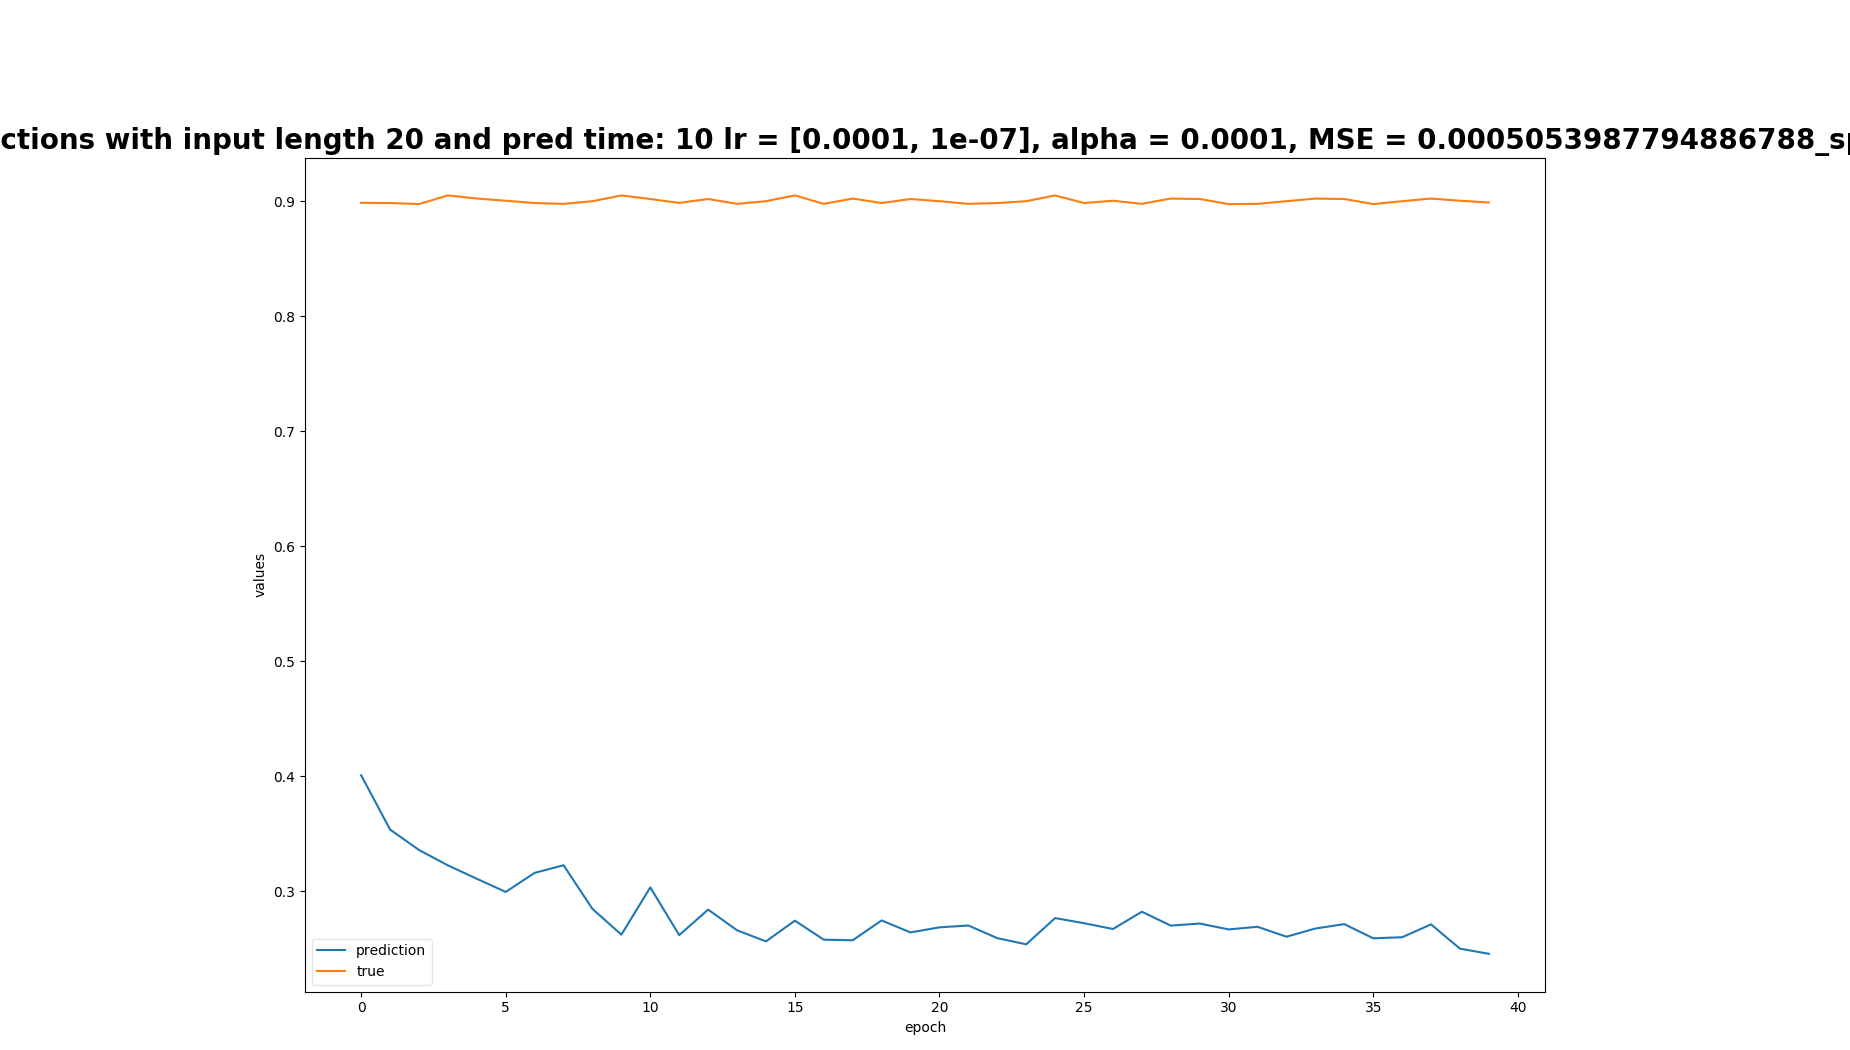 ctions with input length 20 and pred time: 10 lr = [0.0001, 1e-07], alpha = 0.0001, MSE = 0.0005053987794886788_sp
0.9
0.8
0.7
0.6
0.5
0.4
0.3
values
prediction
true
0 5 10 15 20 25 30 35 40
epoch